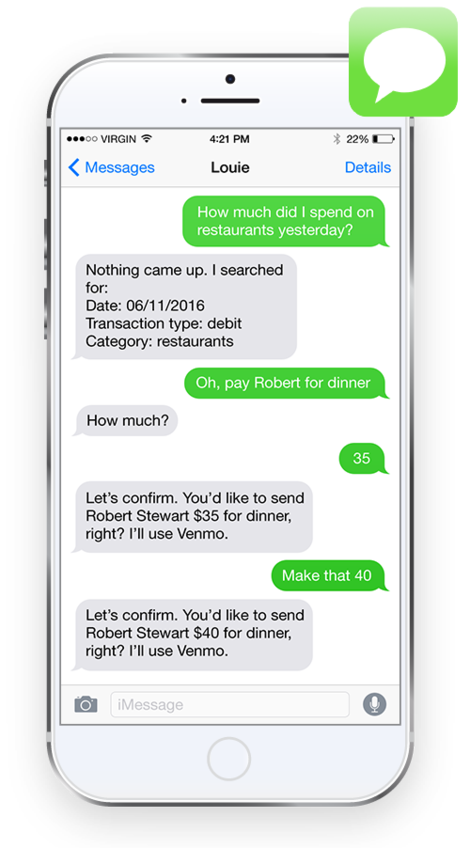 VIRGIN 4:21 PM 22%
Messages Louie Details
How much did I spend on
restaurants yesterday?
Nothing came up. I searched
for:
Date: 06/11/2016
Transaction type: debit
Category: restaurants
Oh, pay Robert for dinner
How much?
35
Let's confirm. You'd like to send
Robert Stewart $35 for dinner,
right? I'll use Venmo.
Make that 40
Let's confirm. You'd like to send
Robert Stewart $40 for dinner,
right? I'll use Venmo.
iMessage